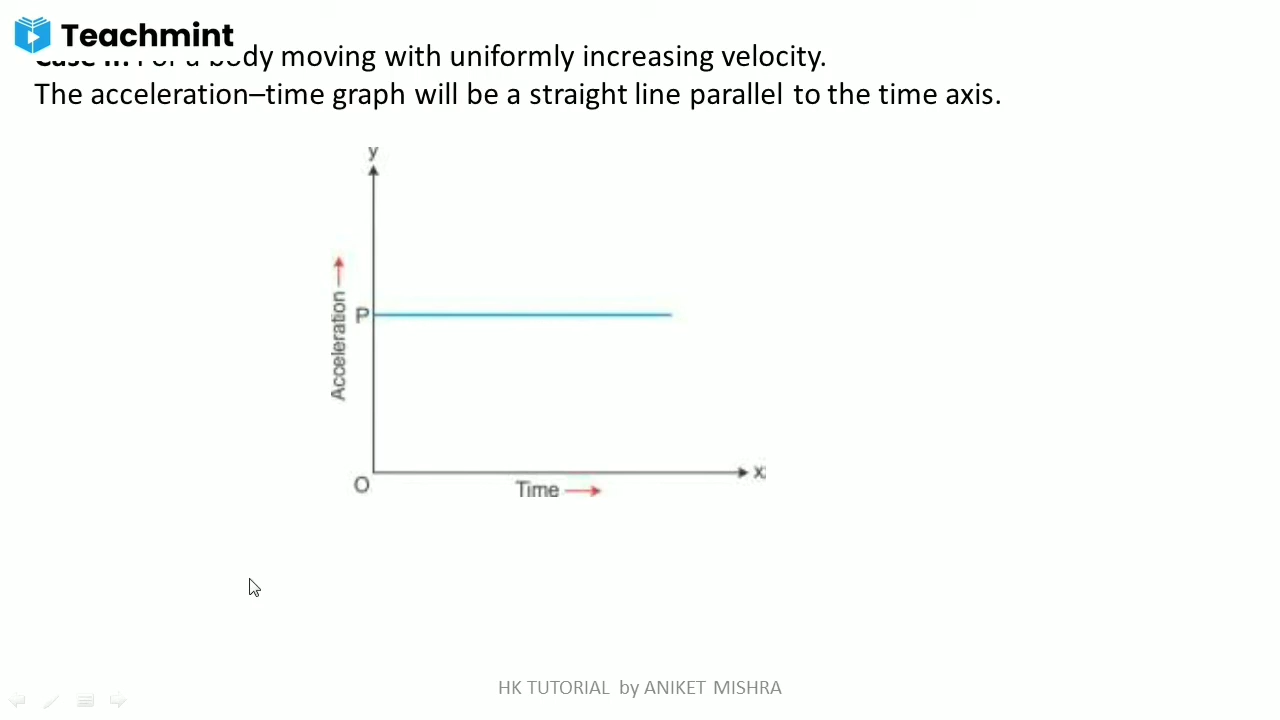 Teachmint
body moving with uniformly increasing velocity.
The acceleration–time graph will be a straight line parallel to the time axis.
y
Acceleration
P
O
x
Time
HK TUTORIAL by ANIKET MISHRA